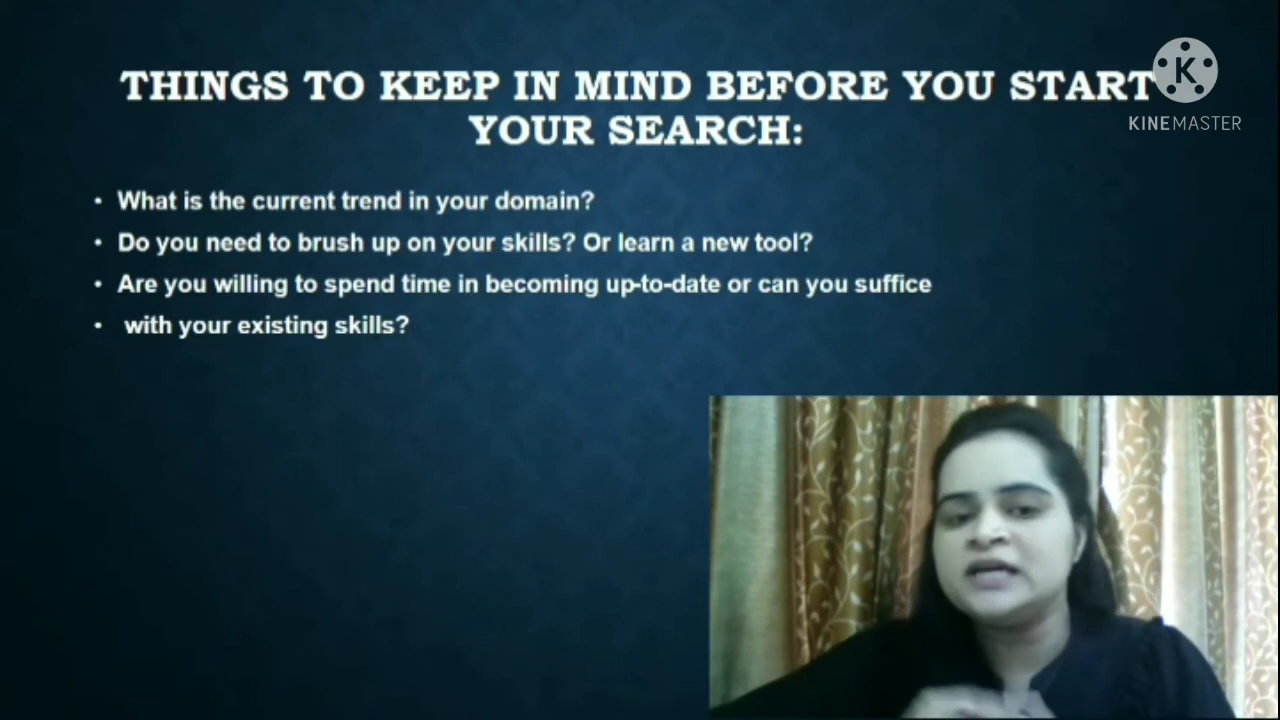 THINGS TO KEEP IN MIND BEFORE YOU START
YOUR SEARCH:
K
KINEMASTER
• What is the current trend in your domain?
• Do you need to brush up on your skills? Or learn a new tool?
• Are you willing to spend time in becoming up-to-date or can you suffice
• with your existing skills?